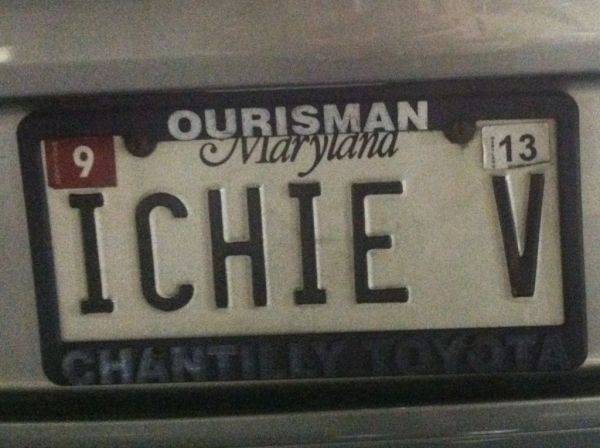 OURISMAN
Maryland
9
13
ICHIE V
CHANTILLY TOYOTA